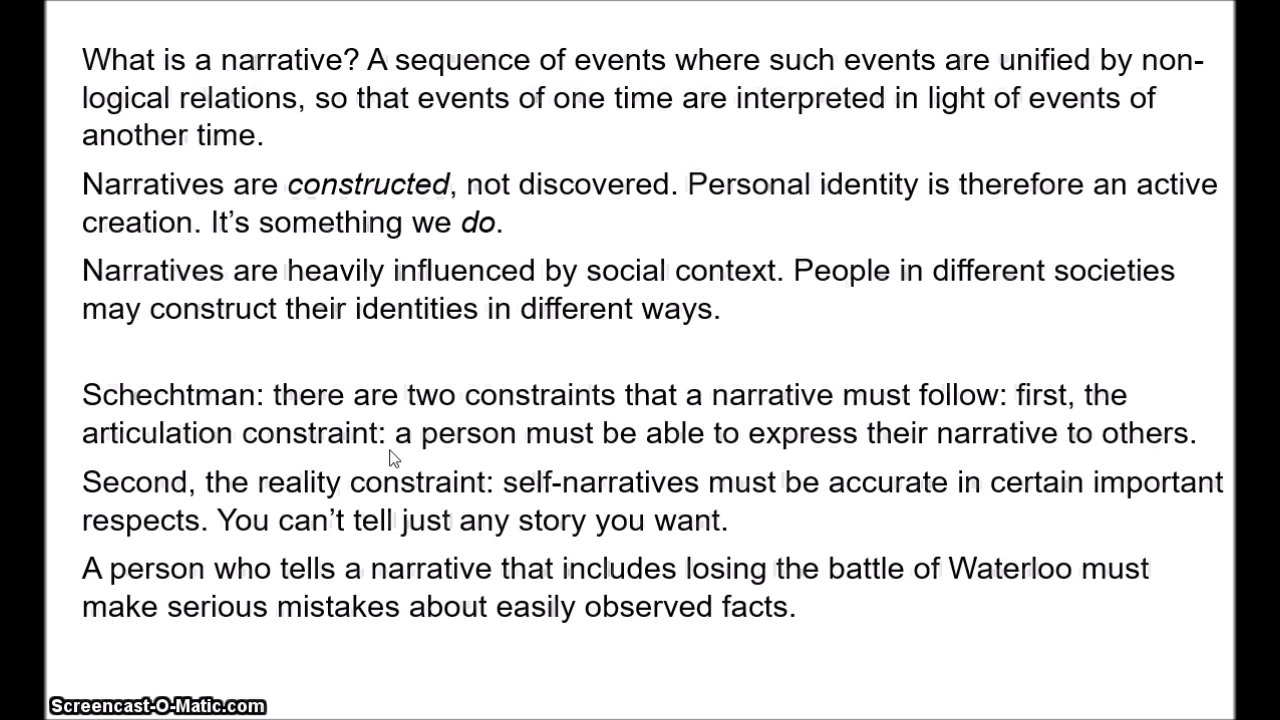 What is a narrative? A sequence of events where such events are unified by non-
logical relations, so that events of one time are interpreted in light of events of
another time.
Narratives are constructed, not discovered. Personal identity is therefore an active
creation. It’s something we do.
Narratives are heavily influenced by social context. People in different societies
may construct their identities in different ways.
Schechtman: there are two constraints that a narrative must follow: first, the
articulation constraint: a person must be able to express their narrative to others.
Second, the reality constraint: self-narratives must be accurate in certain important
respects. You can’t tell just any story you want.
A person who tells a narrative that includes losing the battle of Waterloo must
make serious mistakes about easily observed facts.
Screencast-O-Matic.com